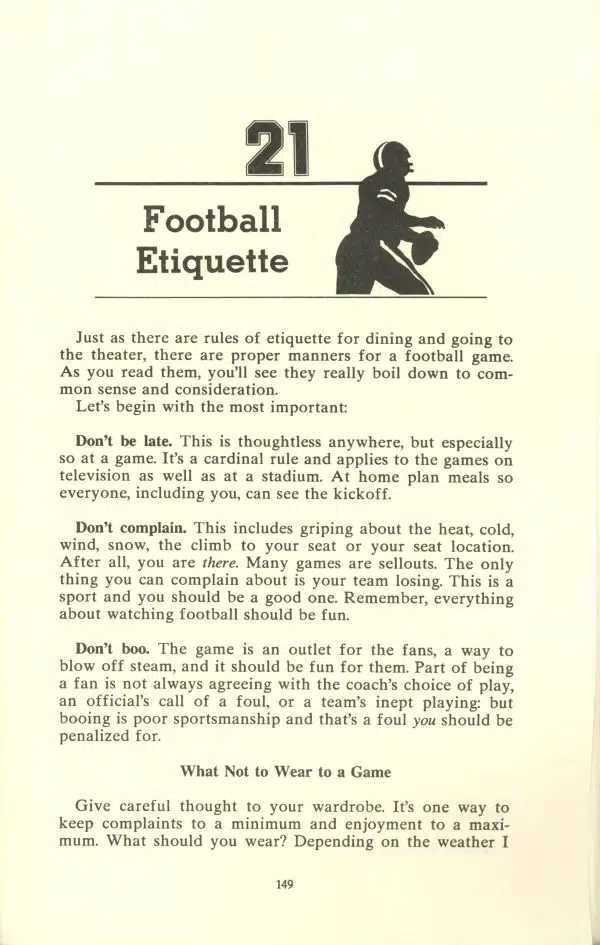 21
Football
Etiquette
Just as there are rules of etiquette for dining and going to
the theater, there are proper manners for a football game.
As you read them, you'll see they really boil down to com-
mon sense and consideration.
Let's begin with the most important:
Don't be late. This is thoughtless anywhere, but especially
so at a game. It's a cardinal rule and applies to the games on
television as well as at a stadium. At home plan meals so
everyone, including you, can see the kickoff.
Don't complain. This includes griping about the heat, cold,
wind, snow, the climb to your seat or your seat location.
After all, you are there. Many games are sellouts. The only
thing you can complain about is your team losing. This is a
sport and you should be a good one. Remember, everything
about watching football should be fun.
Don't boo. The game is an outlet for the fans, a way to
blow off steam, and it should be fun for them. Part of being
a fan is not always agreeing with the coach's choice of play,
an official's call of a foul, or a team's inept playing: but
booing is poor sportsmanship and that's a foul you should be
penalized for.
What Not to Wear to a Game
Give careful thought to your wardrobe. It's one way to
keep complaints to a minimum and enjoyment to a maxi-
mum. What should you wear? Depending on the weather I
149